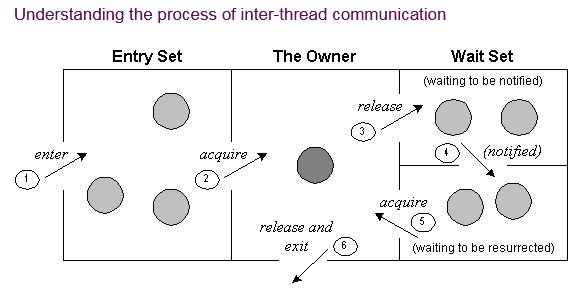 Understanding the process of inter-thread communication
Entry Set
The Owner
Wait Set
(waiting to be notified)
release
3
enter
1
acquire
2
4
(notified)
acquire
5
release and
exit
6
(waiting to be resurrected)